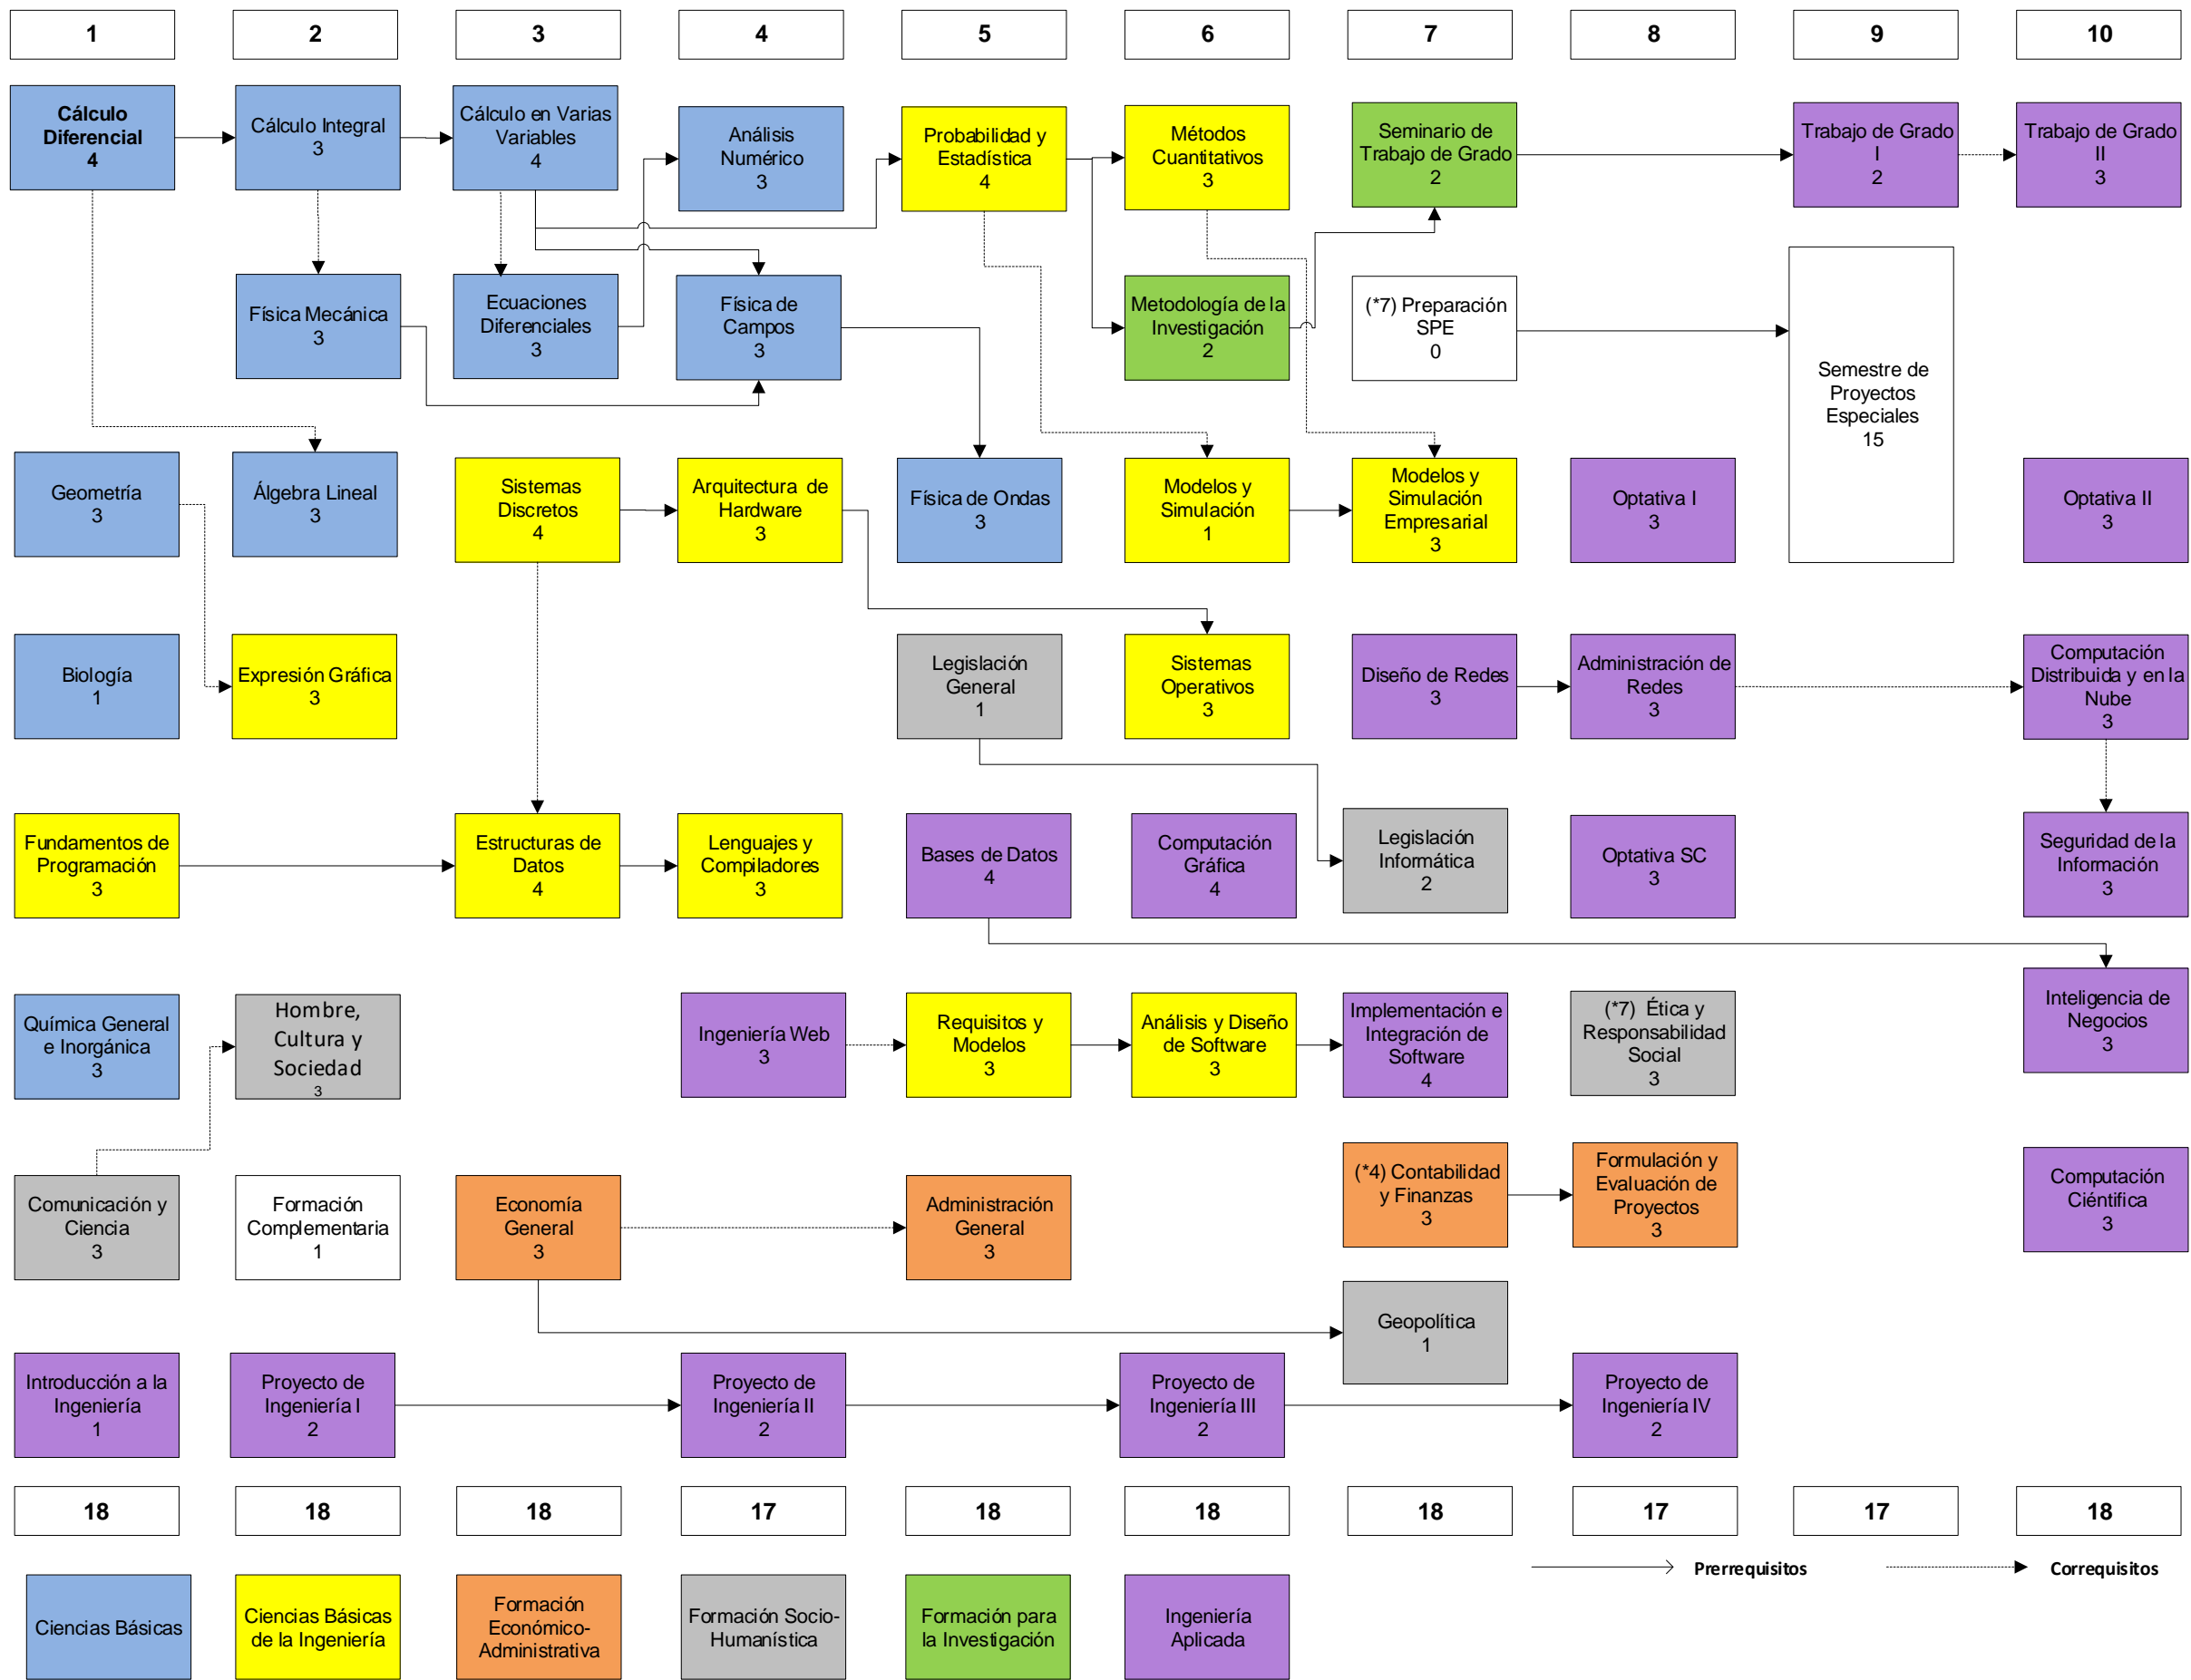 1
2
3
4
5
6
7
8
9
10
Cálculo
Diferencial
4
Cálculo Integral
3
Cálculo en Varias
Variables
4
Análisis
Numérico
3
Probabilidad y
Estadística
4
Métodos
Cuantitativos
3
Seminario de
Trabajo de Grado
2
Trabajo de Grado
I
2
Trabajo de Grado
II
3
Física Mecánica
3
Ecuaciones
Diferenciales
3
Física de
Campos
3
Metodología de la
Investigación
2
(*7) Preparación
SPE
0
Semestre de
Proyectos
Especiales
15
Geometría
3
Álgebra Lineal
3
Sistemas
Discretos
4
Arquitectura de
Hardware
3
Física de Ondas
3
Modelos y
Simulación
1
Modelos y
Simulación
Empresarial
3
Optativa I
3
Optativa II
3
Biología
1
Expresión Gráfica
3
Legislación
General
1
Sistemas
Operativos
3
Diseño de Redes
3
Administración de
Redes
3
Computación
Distribuida y en la
Nube
3
Fundamentos de
Programación
3
Estructuras de
Datos
4
Lenguajes y
Compiladores
3
Bases de Datos
4
Computación
Gráfica
4
Legislación
Informática
2
Optativa SC
3
Seguridad de la
Información
3
Química General
e Inorgánica
3
Hombre,
Cultura y
Sociedad
3
Ingeniería Web
3
Requisitos y
Modelos
3
Análisis y Diseño
de Software
3
Implementación e
Integración de
Software
4
(*7) Ética y
Responsabilidad
Social
3
Inteligencia de
Negocios
3
Comunicación y
Ciencia
3
Formación
Complementaria
1
Economía
General
3
Administración
General
3
(*4) Contabilidad
y Finanzas
3
Formulación y
Evaluación de
Proyectos
3
Computación
Ciéntifica
3
Geopolítica
1
Introducción a la
Ingeniería
1
Proyecto de
Ingeniería I
2
Proyecto de
Ingeniería II
2
Proyecto de
Ingeniería III
2
Proyecto de
Ingeniería IV
2
18
18
18
17
18
18
18
17
17
18
Prerrequisitos
Correquisitos
Ciencias Básicas
Ciencias Básicas
de la Ingeniería
Formación
Económico-
Administrativa
Formación Socio-
Humanística
Formación para
la Investigación
Ingeniería
Aplicada